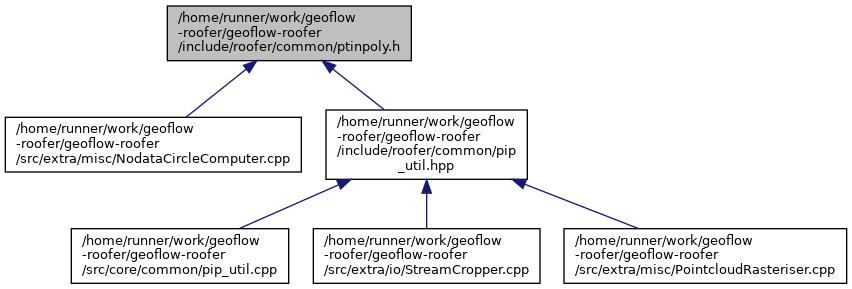 /home/runner/work/geoflow
-roofer/geoflow-roofer
/include/roofer/common/ptinpoly.h
/home/runner/work/geoflow
-roofer/geoflow-roofer
/src/extra/misc/NodataCircleComputer.cpp
/home/runner/work/geoflow
-roofer/geoflow-roofer
/include/roofer/common/pip
_util.hpp
/home/runner/work/geoflow
-roofer/geoflow-roofer
/src/core/common/pip_util.cpp
/home/runner/work/geoflow
-roofer/geoflow-roofer
/src/extra/io/StreamCropper.cpp
/home/runner/work/geoflow
-roofer/geoflow-roofer
/src/extra/misc/PointcloudRasteriser.cpp